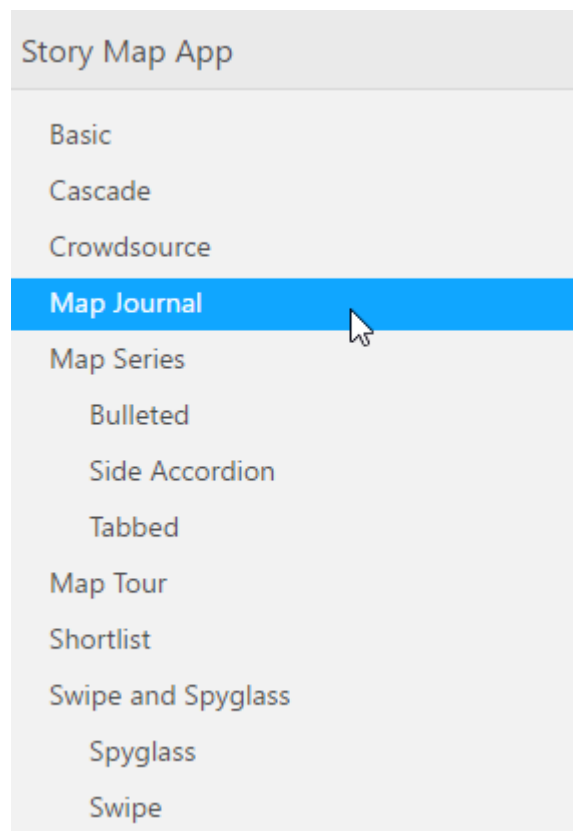 Story Map App
Basic
Cascade
Crowdsource
Map Journal
Map Series
Bulleted
Side Accordion
Tabbed
Map Tour
Shortlist
Swipe and Spyglass
Spyglass
Swipe